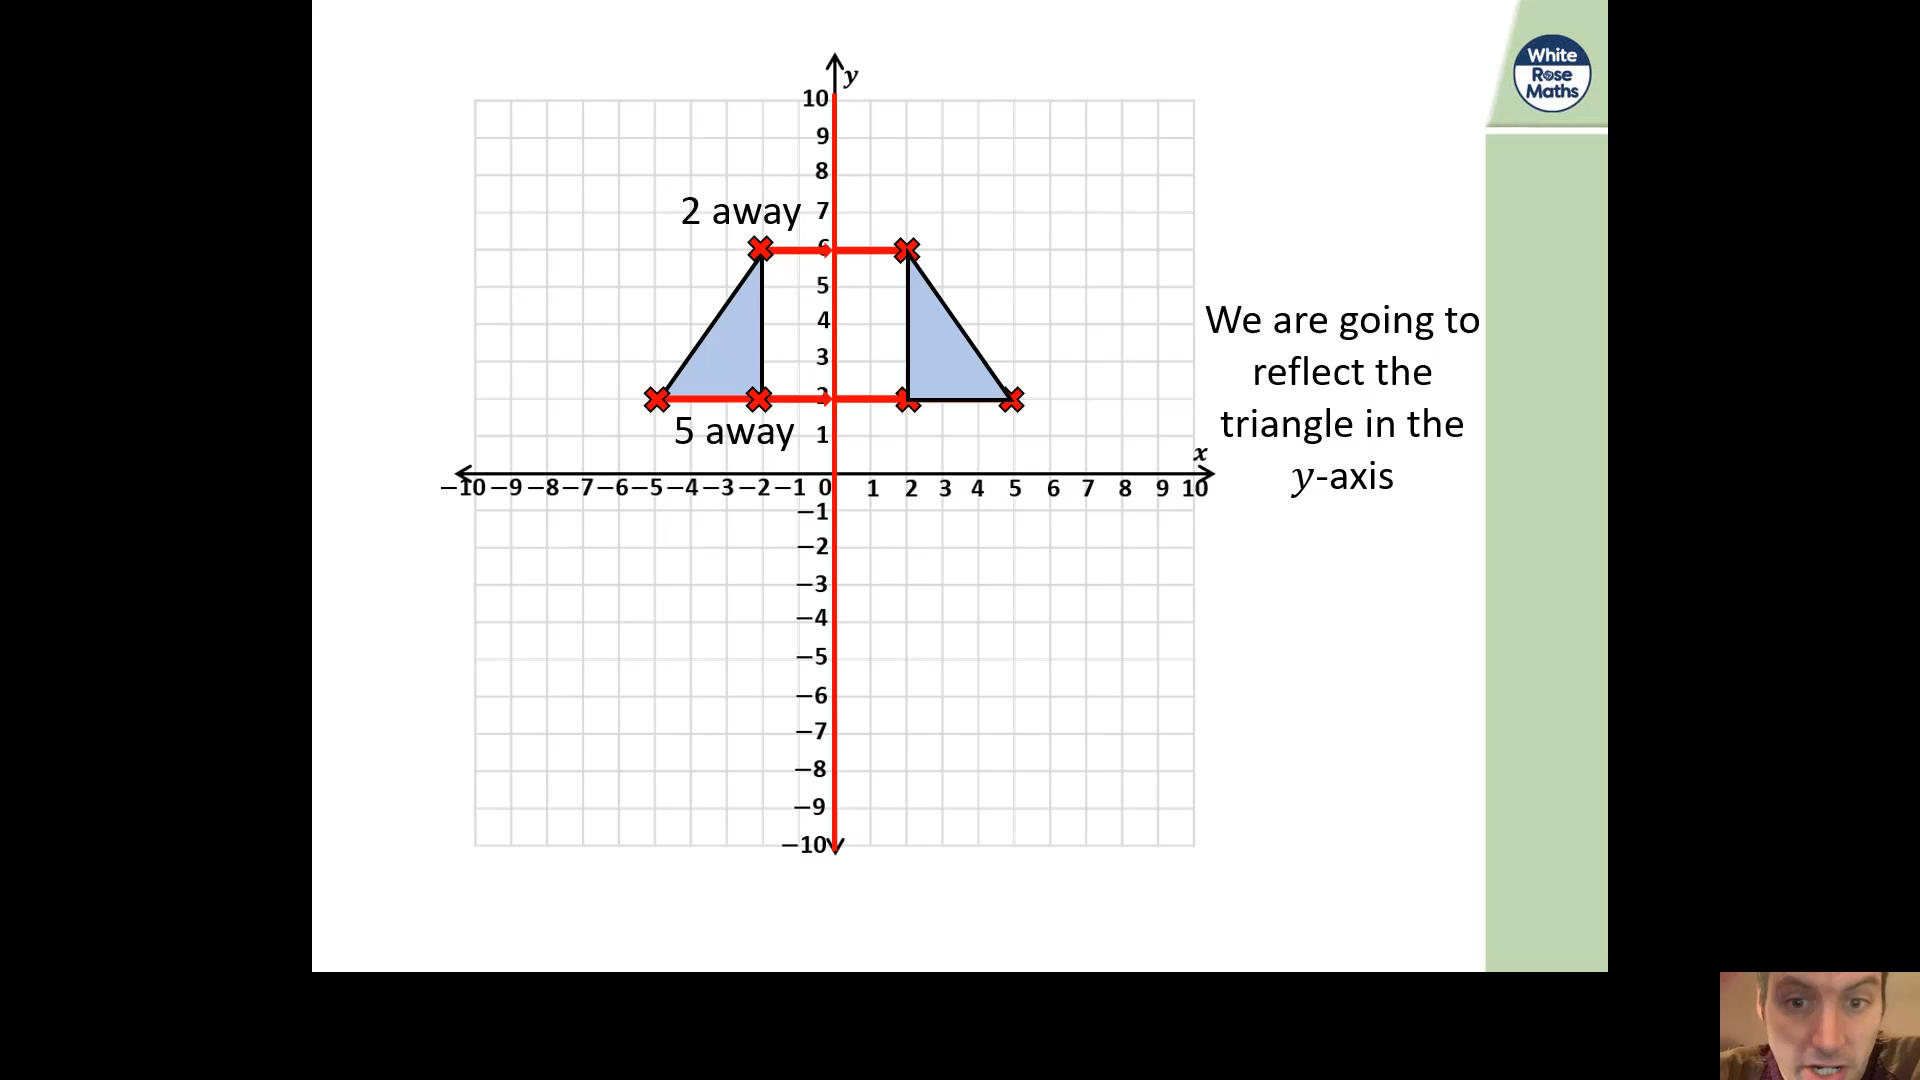 White
Rose
Maths
y
10
9
8
2 away 7
6
5
4
3
2
5 away 1
x
−10 −9 −8 −7 −6 −5 −4 −3 −2 −1 0 1 2 3 4 5 6 7 8 9 10
−1
−2
−3
−4
−5
−6
−7
−8
−9
−10
We are going to
reflect the
triangle in the
y-axis